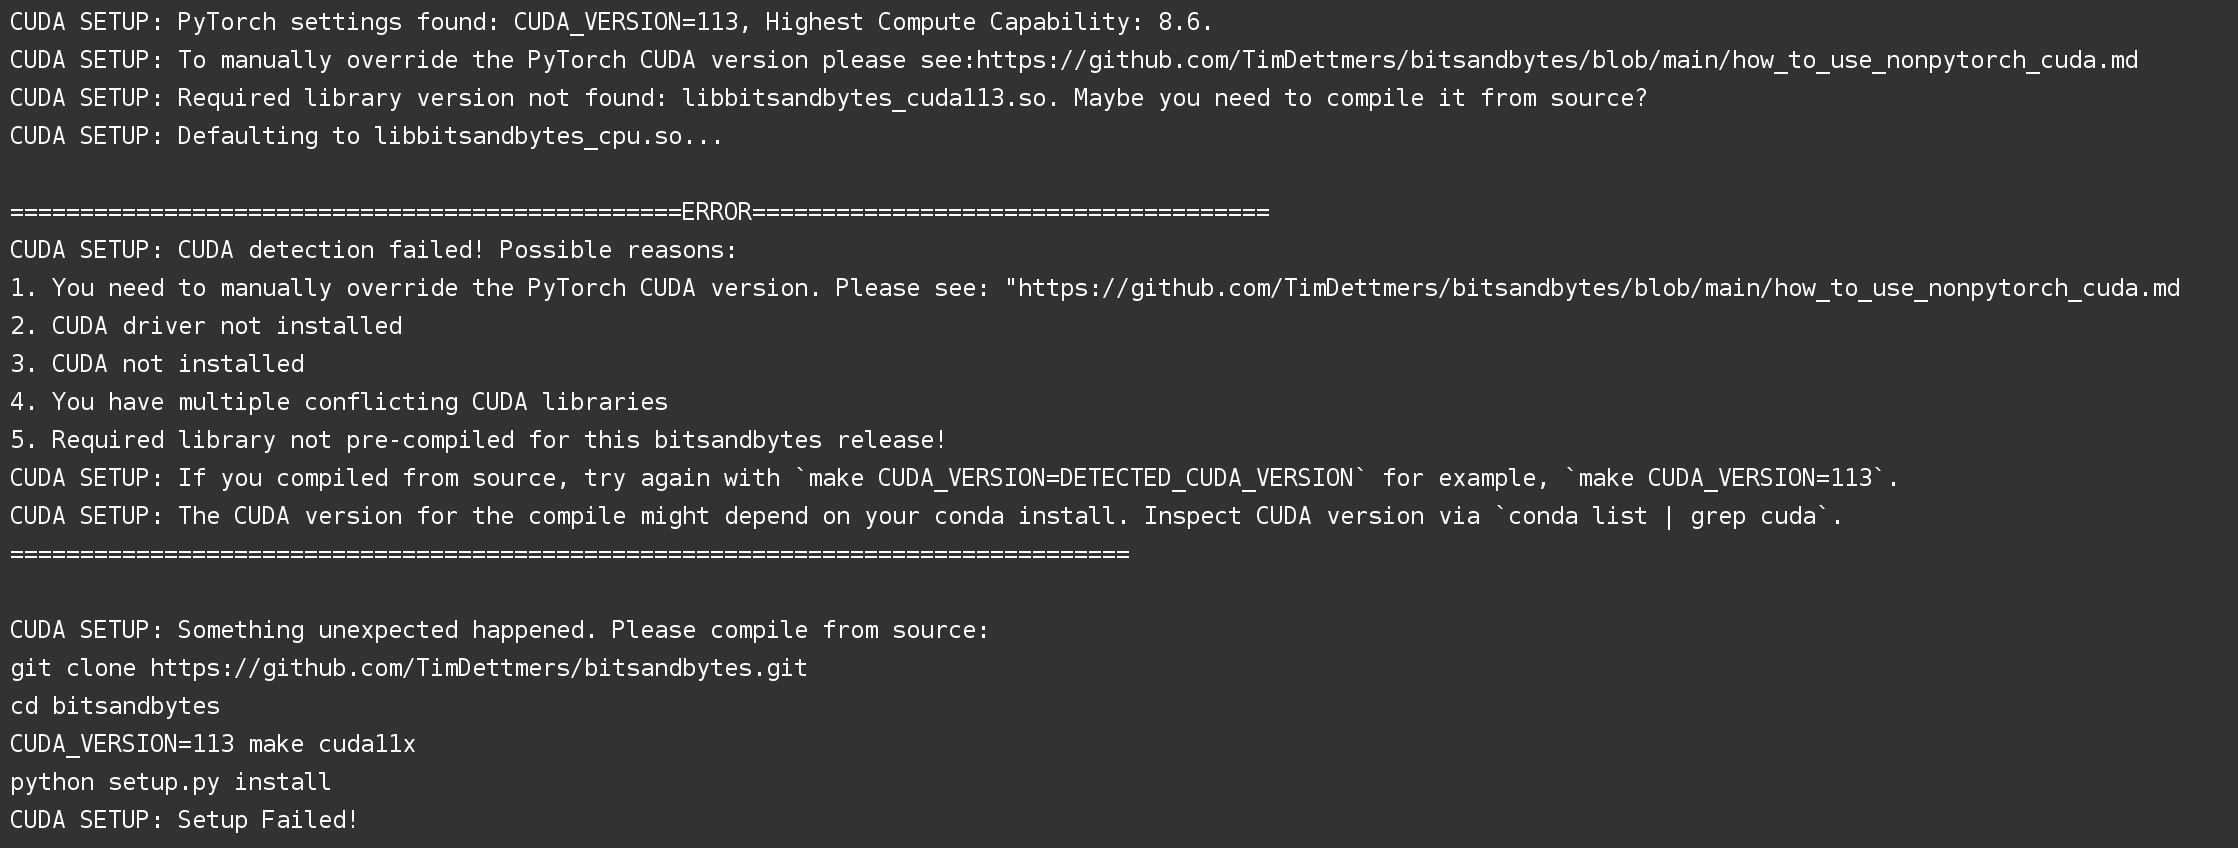 CUDA SETUP: PyTorch settings found: CUDA_VERSION=113, Highest Compute Capability: 8.6.
CUDA SETUP: To manually override the PyTorch CUDA version please see:https://github.com/TimDettmers/bitsandbytes/blob/main/how_to_use_nonpytorch_cuda.md
CUDA SETUP: Required library version not found: libbitsandbytes_cuda113.so. Maybe you need to compile it from source?
CUDA SETUP: Defaulting to libbitsandbytes_cpu.so...
================================================ERROR=====================================
CUDA SETUP: CUDA detection failed! Possible reasons:
1. You need to manually override the PyTorch CUDA version. Please see: "https://github.com/TimDettmers/bitsandbytes/blob/main/how_to_use_nonpytorch_cuda.md
2. CUDA driver not installed
3. CUDA not installed
4. You have multiple conflicting CUDA libraries
5. Required library not pre-compiled for this bitsandbytes release!
CUDA SETUP: If you compiled from source, try again with `make CUDA_VERSION=DETECTED_CUDA_VERSION` for example, `make CUDA_VERSION=113`.
CUDA SETUP: The CUDA version for the compile might depend on your conda install. Inspect CUDA version via `conda list | grep cuda`.
================================================================================
CUDA SETUP: Something unexpected happened. Please compile from source:
git clone https://github.com/TimDettmers/bitsandbytes.git
cd bitsandbytes
CUDA_VERSION=113 make cuda11x
python setup.py install
CUDA SETUP: Setup Failed!